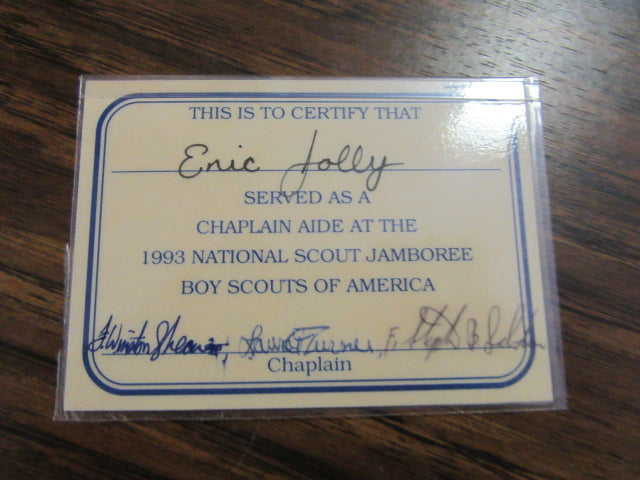 THIS IS TO CERTIFY THAT
Eric Jolly
SERVED AS A
CHAPLAIN AIDE AT THE
1993 NATIONAL SCOUT JAMBOREE
BOY SCOUTS OF AMERICA
Winston
Chaplain